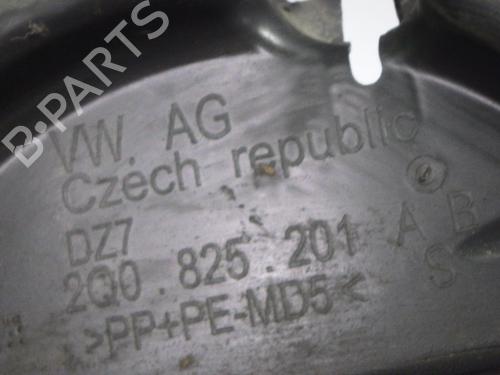 B-PARTS
VW. AG
Czech republic
DZ7
2Q0.825.201 A B
S
>PP+PE-MD5<